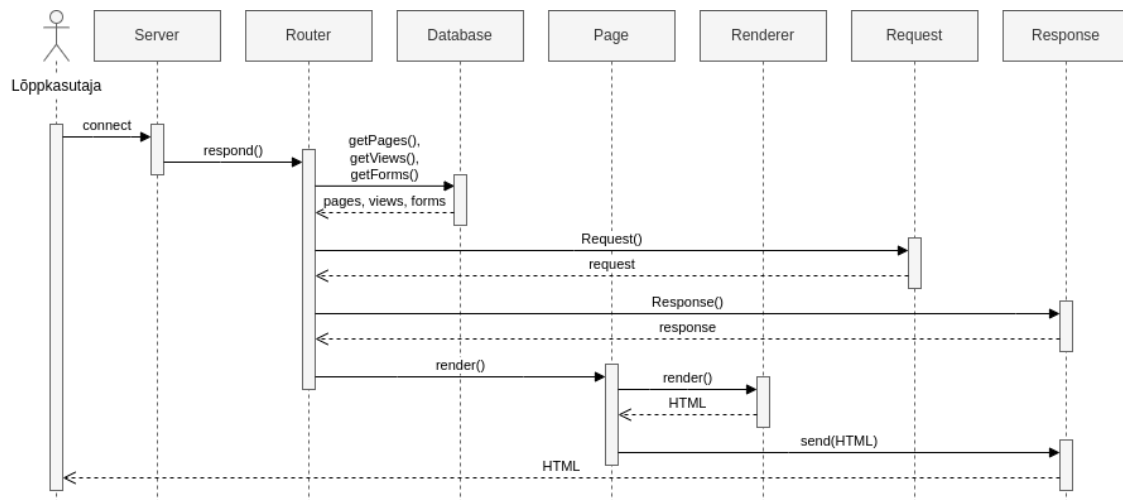 Server
Router
Database
Page
Renderer
Request
Response
Lõppkasutaja
connect
respond()
getPages(),
getViews(),
getForms()
pages, views, forms
Request()
request
Response()
response
render()
render()
HTML
send(HTML)
HTML